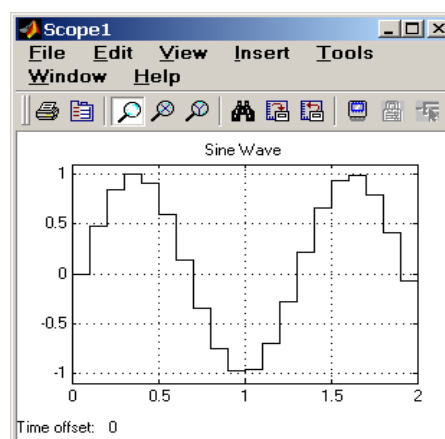 Scope1
File Edit View Insert Tools
Window Help
Sine Wave
1
0.5
0
-0.5
-1
0 0.5 1 1.5 2
Time offset: 0